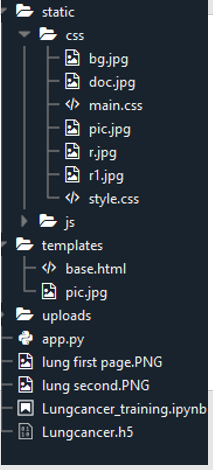 static
css
bg.jpg
doc.jpg
main.css
pic.jpg
r.jpg
r1.jpg
style.css
js
templates
base.html
pic.jpg
uploads
app.py
lung first page.PNG
lung second.PNG
Lungcancer_training.ipynb
Lungcancer.h5